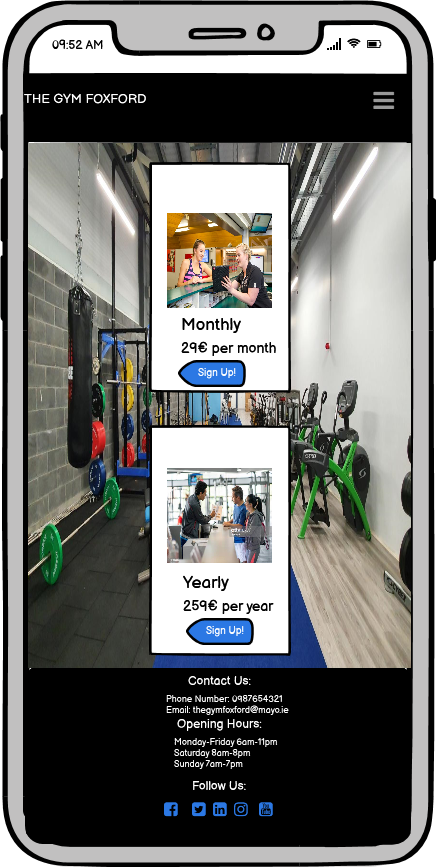 09:52 AM
THE GYM FOXFORD
Monthly
29€ per month
Sign Up!
Yearly
259€ per year
Sign Up!
Contact Us:
Phone Number: 0987654321
Email: thegymfoxford@mayo.ie
Opening Hours:
Monday-Friday 6am-11pm
Saturday 8am-8pm
Sunday 7am-7pm
Follow Us: